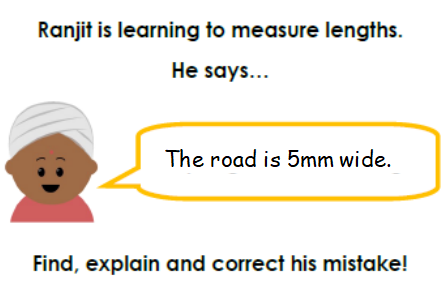 Ranjit is learning to measure lengths.
He says...
The road is 5mm wide.
Find, explain and correct his mistake!